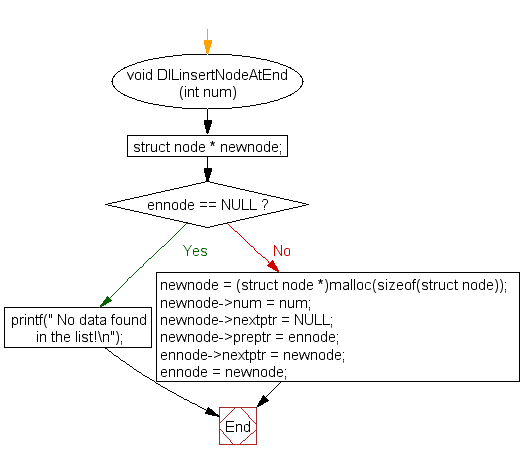 void DlLinsertNodeAtEnd
(int num)
struct node * newnode;
ennode == NULL ?
Yes
No
printf(" No data found
in the list!\n");
newnode = (struct node *)malloc(sizeof(struct node));
newnode->num = num;
newnode->nextptr = NULL;
newnode->preptr = ennode;
ennode->nextptr = newnode;
ennode = newnode;
End